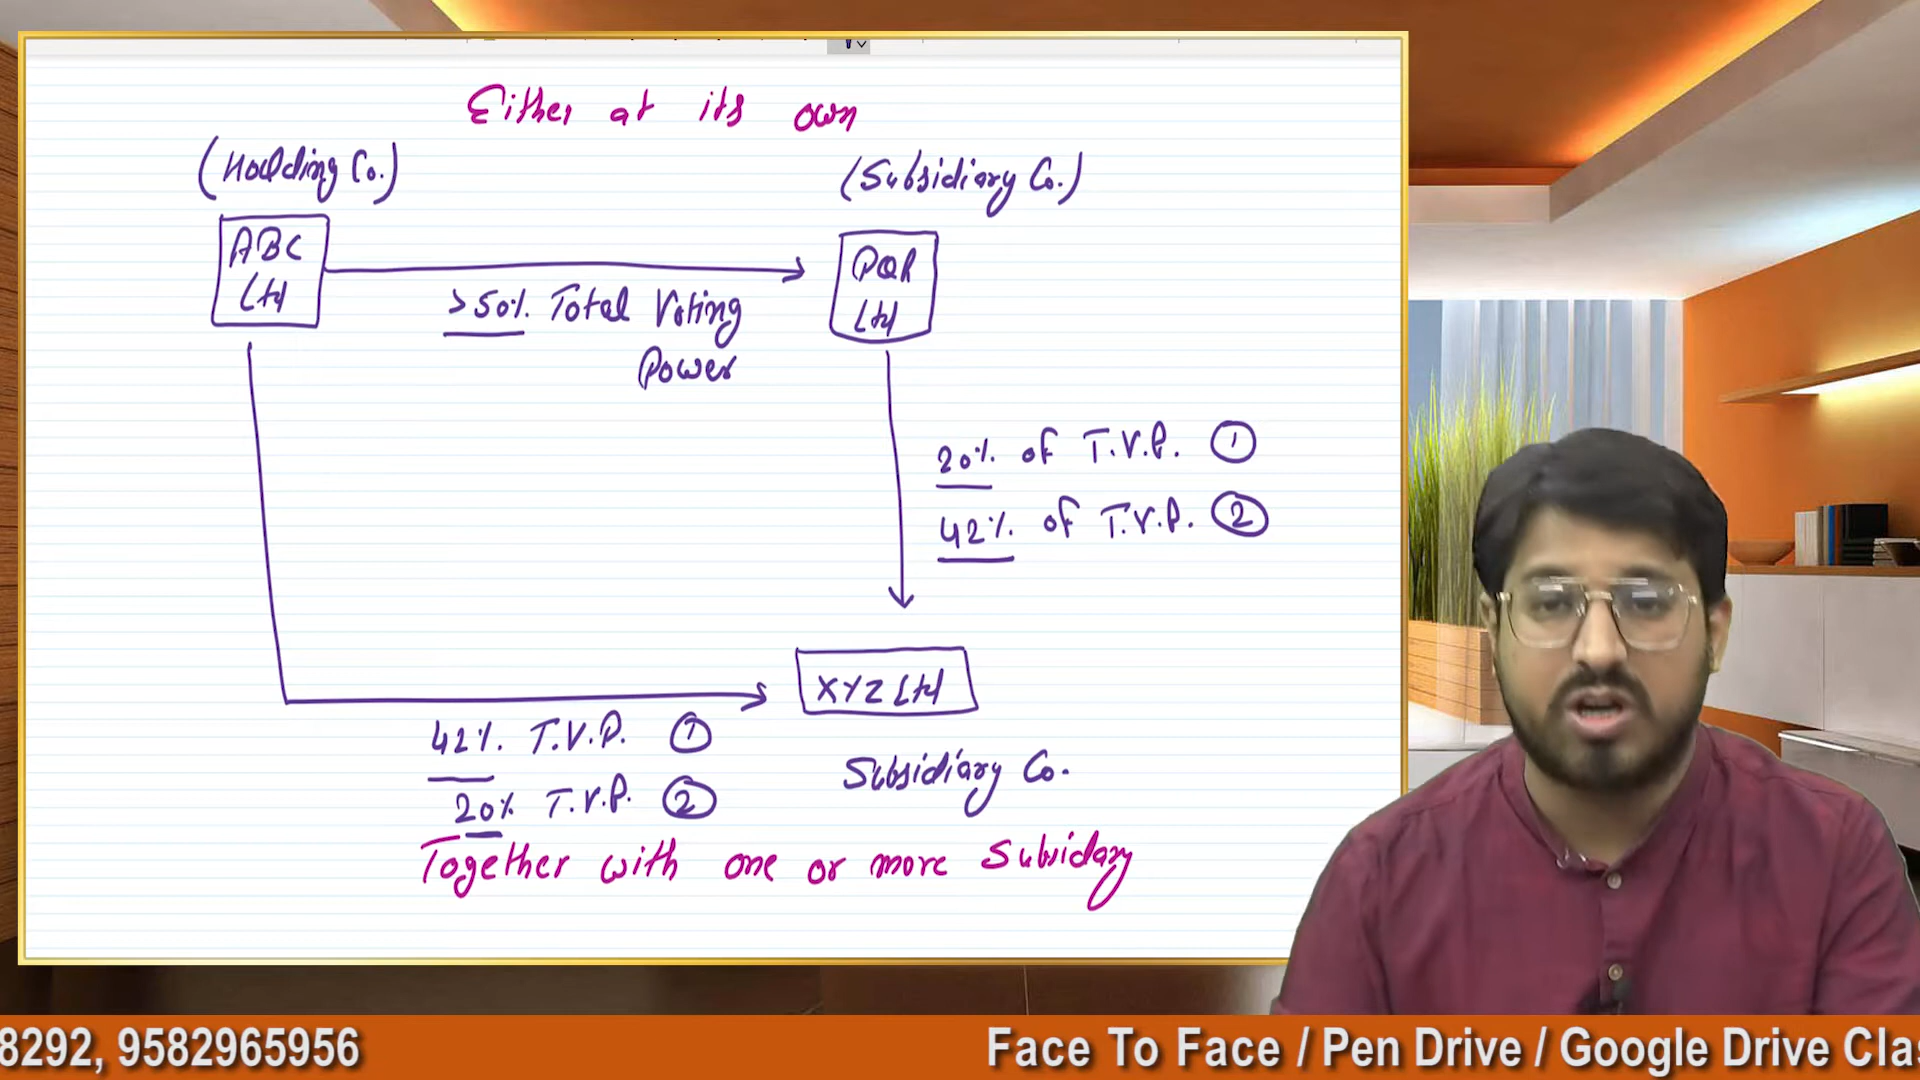 Either at its own
(Holding Co.)
(Subsidiary Co.)
ABC
Ltd
>50% Total Voting
Power
PQR
Ltd
20% of T.V.P. 1
42% of T.V.P. 2
XYZ Ltd
42% T.V.P. 1
20% T.V.P. 2
Subsidiary Co.
Together with one or more Subsidary
8292, 9582965956
Face To Face / Pen Drive / Google Drive Clas